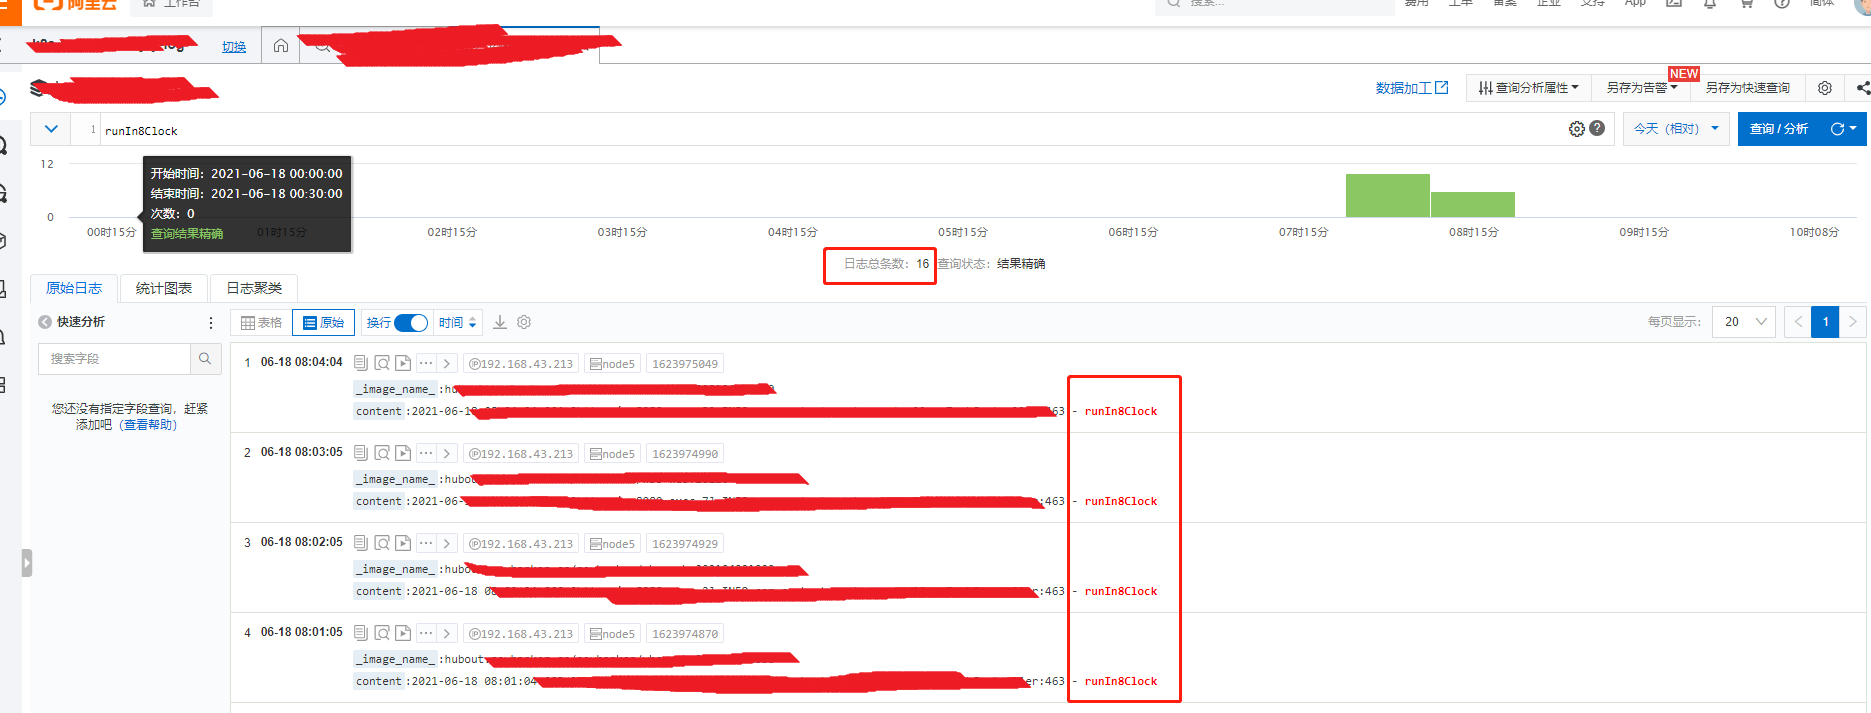 阿里云
工作台
搜索...
费用 工单 备案 企业 支持 App 简体
切换
数据加工
查询分析属性
另存为告警
NEW
另存为快速查询
1 runIn8Clock
今天（相对）
查询 / 分析
12
0
开始时间：2021-06-18 00:00:00
结束时间：2021-06-18 00:30:00
次数：0
查询结果精确
00时15分 01时15分 02时15分 03时15分 04时15分 05时15分 06时15分 07时15分 08时15分 09时15分 10时08分
日志总条数：16 查询状态：结果精确
原始日志 统计图表 日志聚类
快速分析
表格 原始 换行 时间
每页显示： 20 1
搜索字段
您还没有指定字段查询，赶紧
添加吧（查看帮助）
1 06-18 08:04:04 192.168.43.213 node5 1623975049
_image_name_:hub
content:2021-06-18 :463 - runIn8Clock
2 06-18 08:03:05 192.168.43.213 node5 1623974990
_image_name_:hubou
content:2021-06- :463 - runIn8Clock
3 06-18 08:02:05 192.168.43.213 node5 1623974929
_image_name_:hubou
content:2021-06-18 08 r:463 - runIn8Clock
4 06-18 08:01:05 192.168.43.213 node5 1623974870
_image_name_:hubout
content:2021-06-18 08:01:04 er:463 - runIn8Clock